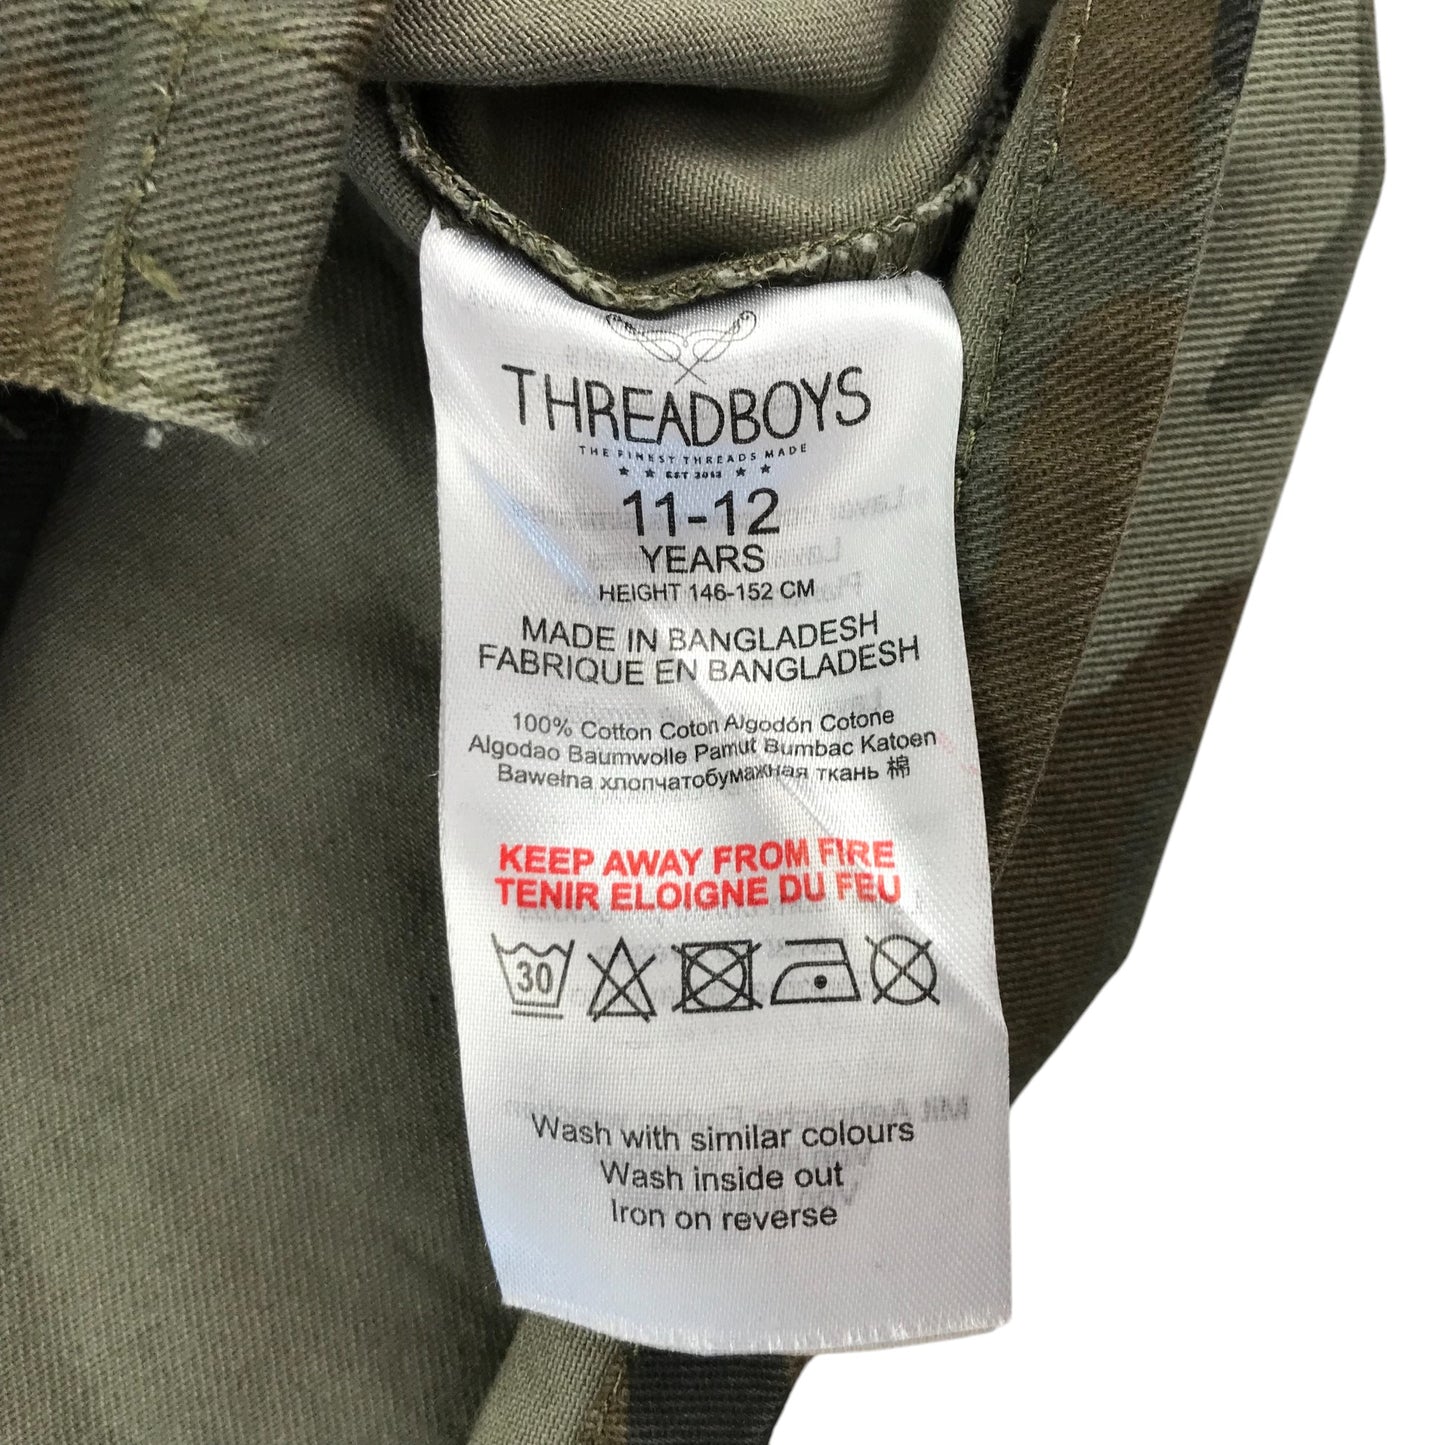 THREADBOYS
THE FINEST THREADS MADE
EST 2012
11-12
YEARS
HEIGHT 146-152 CM
MADE IN BANGLADESH
FABRIQUE EN BANGLADESH
100% Cotton Coton Algodón Cotone
Algodao Baumwolle Pamut Bumbac Katoen
Bawełna хлопчатобумажная ткань 棉
KEEP AWAY FROM FIRE
TENIR ELOIGNE DU FEU
30
Wash with similar colours
Wash inside out
Iron on reverse